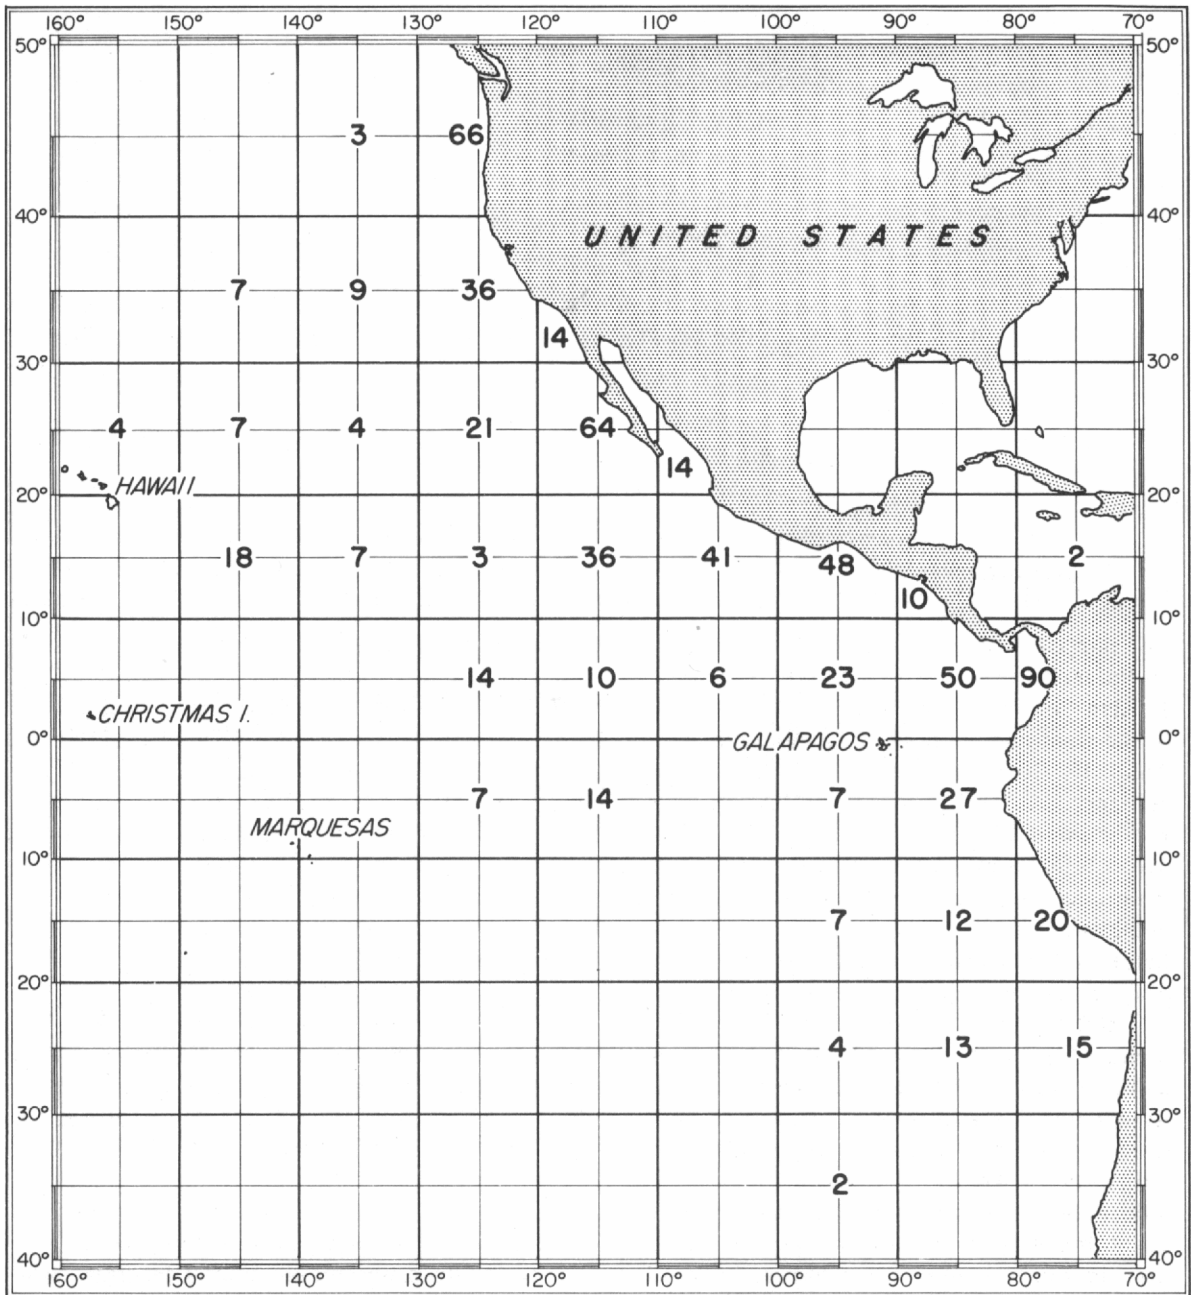 160° 150° 140° 130° 120° 110° 100° 90° 80° 70°
50° 50°
3 66
40° 40°
UNITED STATES
7 9 36
14
30° 30°
4 7 4 21 64
14
HAWAII
20° 20°
18 7 3 36 41 48 2
10
10° 10°
14 10 6 23 50 90
CHRISTMAS I.
0° 0°
GALAPAGOS
7 14 7 27
MARQUESAS
10° 10°
7 12 20
20° 20°
4 13 15
30° 30°
2
40° 40°
160° 150° 140° 130° 120° 110° 100° 90° 80° 70°